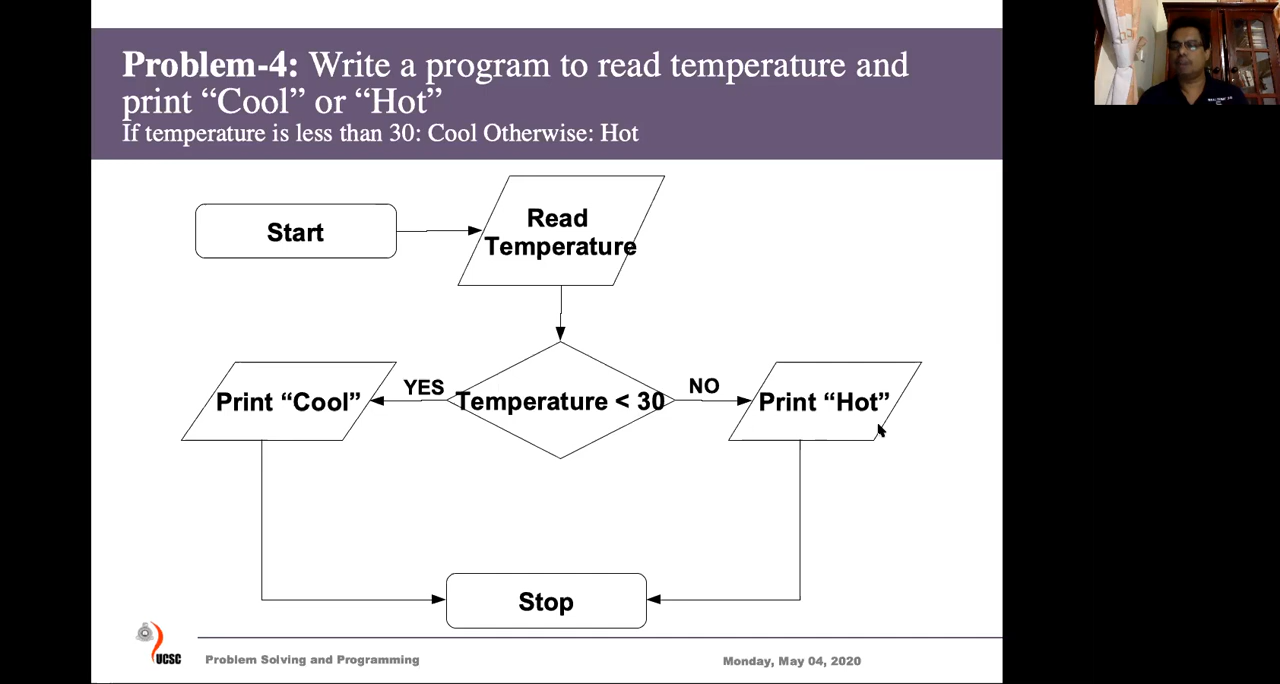 Problem-4: Write a program to read temperature and
print “Cool” or “Hot”
If temperature is less than 30: Cool Otherwise: Hot
Start
Read
Temperature
Print “Cool”
YES
Temperature < 30
NO
Print “Hot”
Stop
UCSC
Problem Solving and Programming
Monday, May 04, 2020